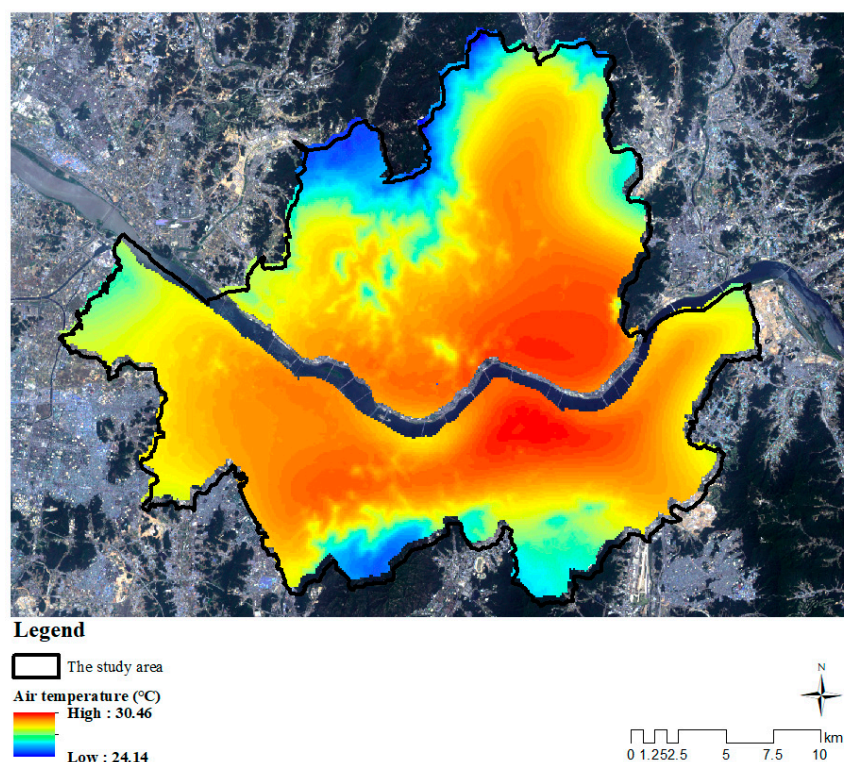 Legend
The study area
Air temperature (°C)
High : 30.46
Low : 24.14
N
km
0 1.252.5 5 7.5 10